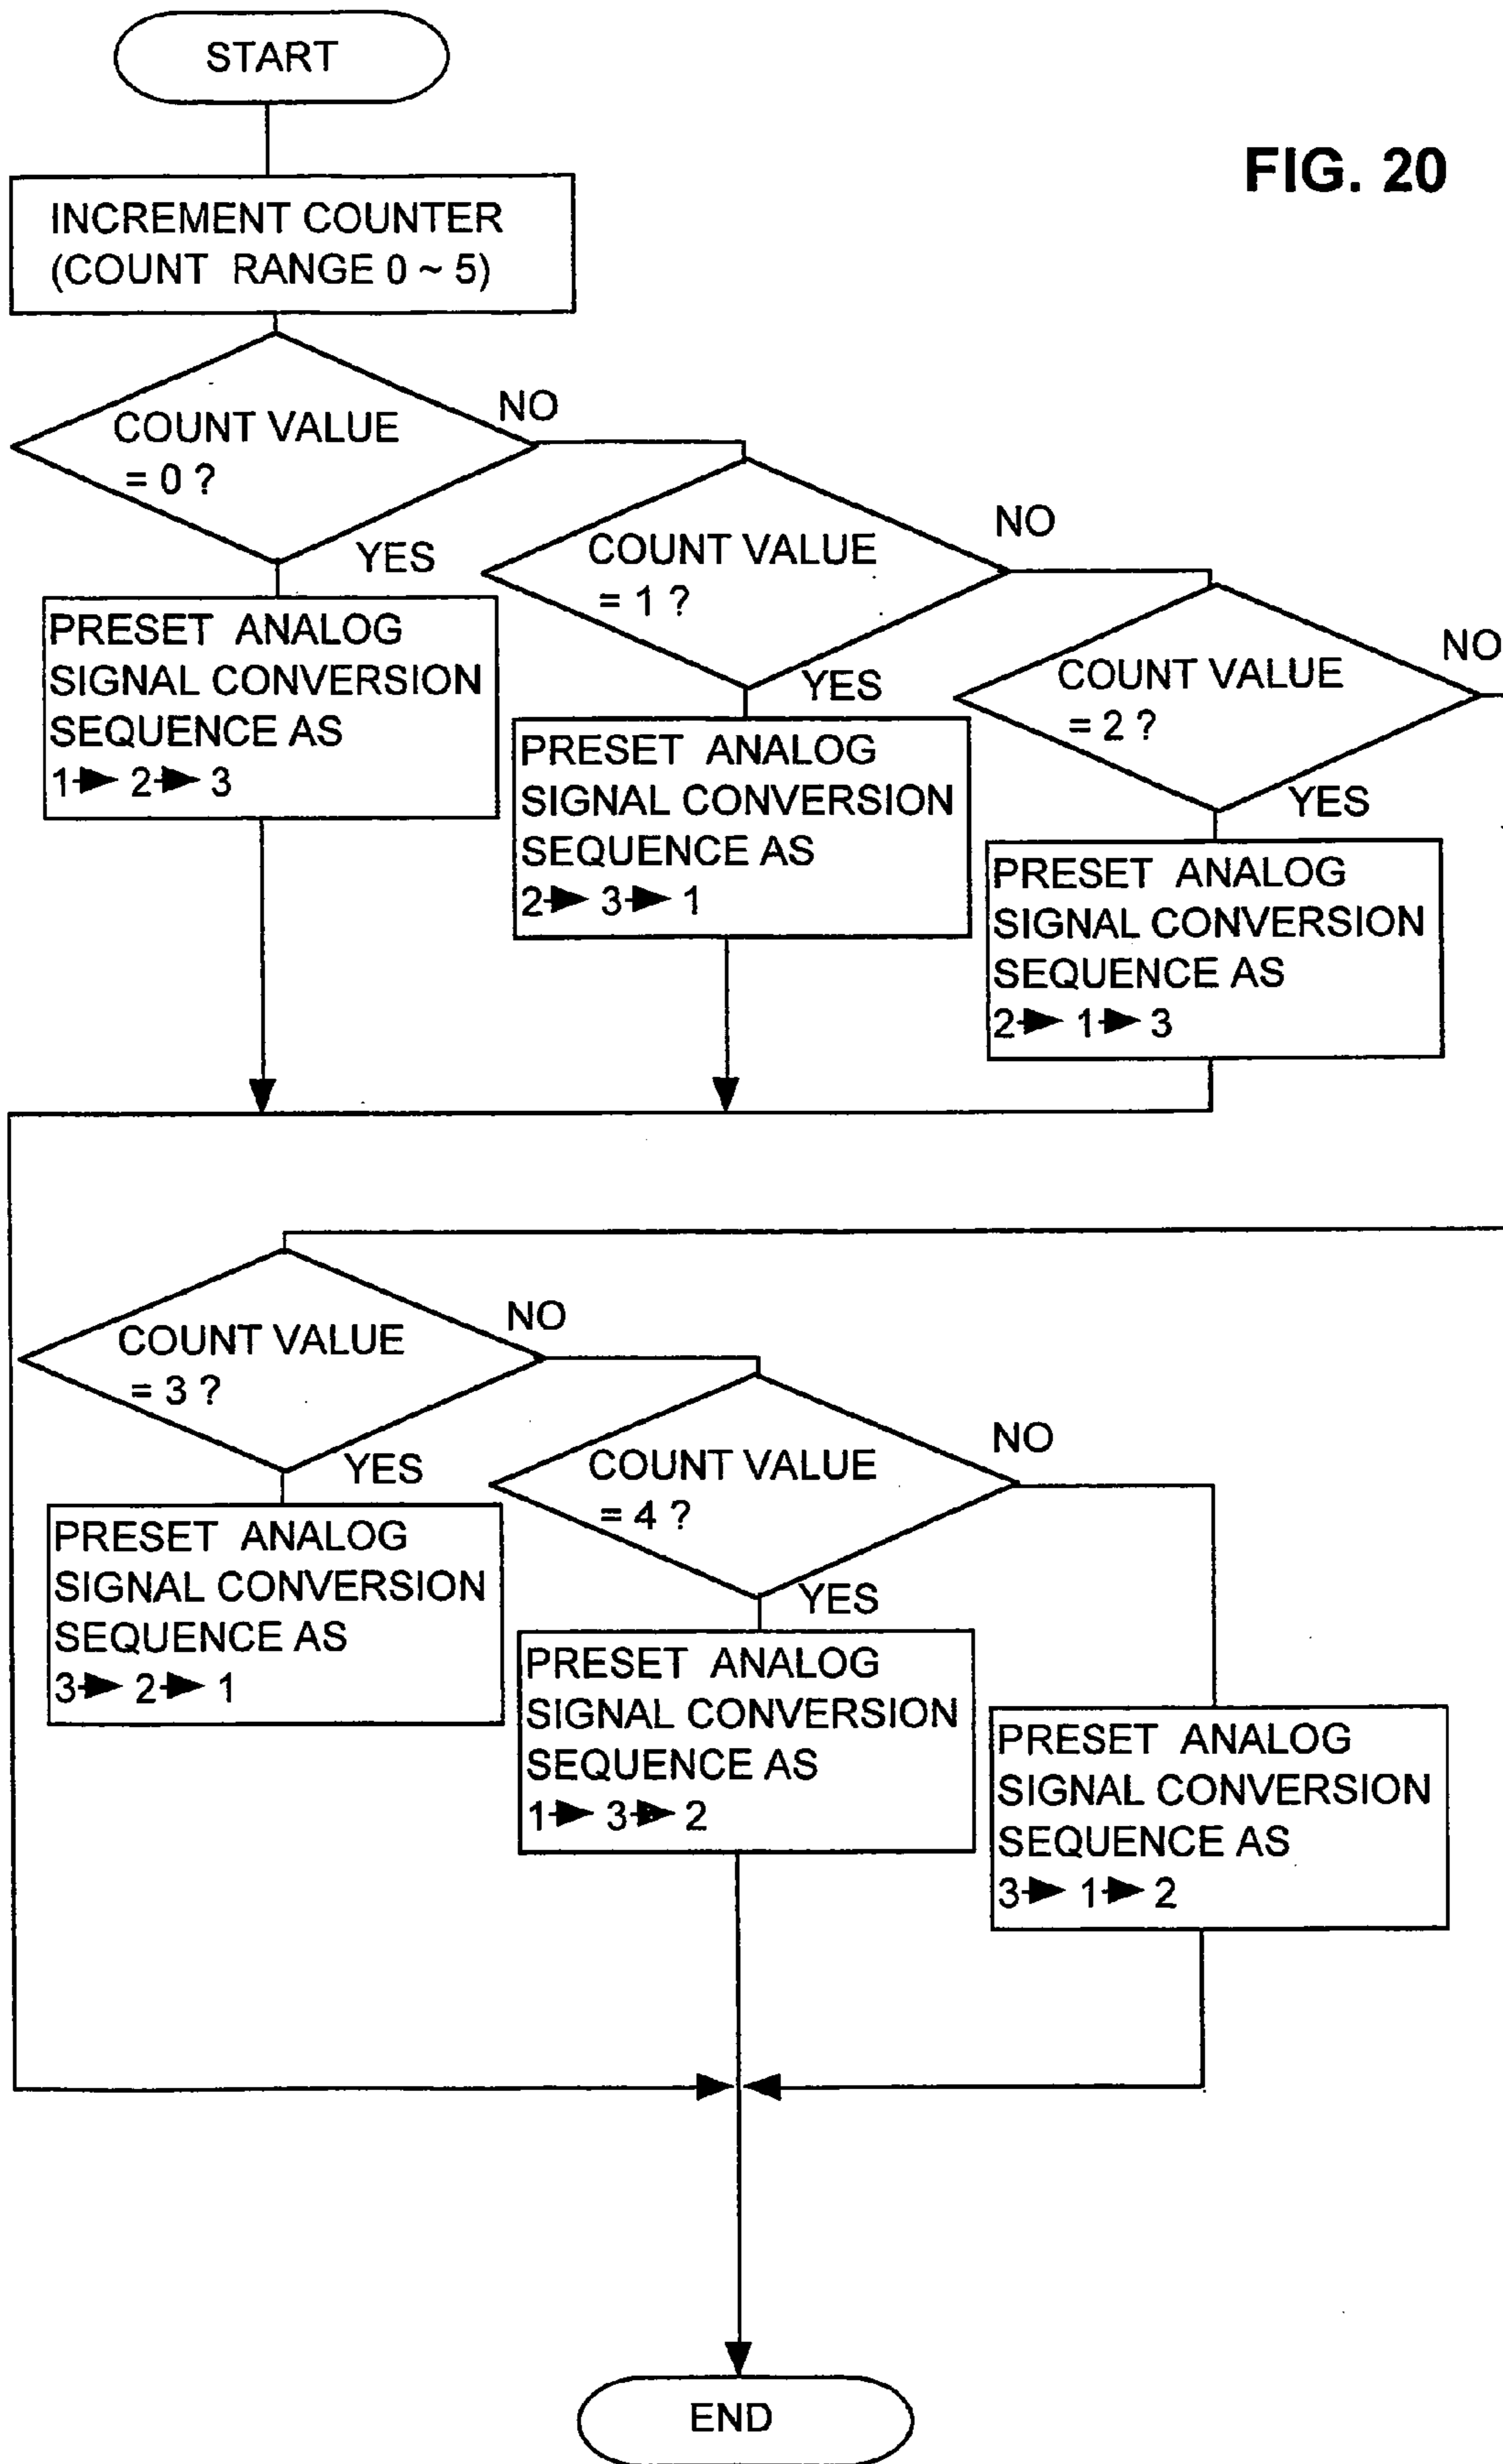 START
FIG. 20
INCREMENT COUNTER
(COUNT RANGE 0 ~ 5)
COUNT VALUE
= 0 ?
NO
YES
PRESET ANALOG
SIGNAL CONVERSION
SEQUENCE AS
1► 2► 3
COUNT VALUE
= 1 ?
NO
YES
PRESET ANALOG
SIGNAL CONVERSION
SEQUENCE AS
2► 3► 1
COUNT VALUE
= 2 ?
NO
YES
PRESET ANALOG
SIGNAL CONVERSION
SEQUENCE AS
2► 1► 3
COUNT VALUE
= 3 ?
NO
YES
PRESET ANALOG
SIGNAL CONVERSION
SEQUENCE AS
3► 2► 1
COUNT VALUE
= 4 ?
NO
YES
PRESET ANALOG
SIGNAL CONVERSION
SEQUENCE AS
1► 3► 2
PRESET ANALOG
SIGNAL CONVERSION
SEQUENCE AS
3► 1► 2
END